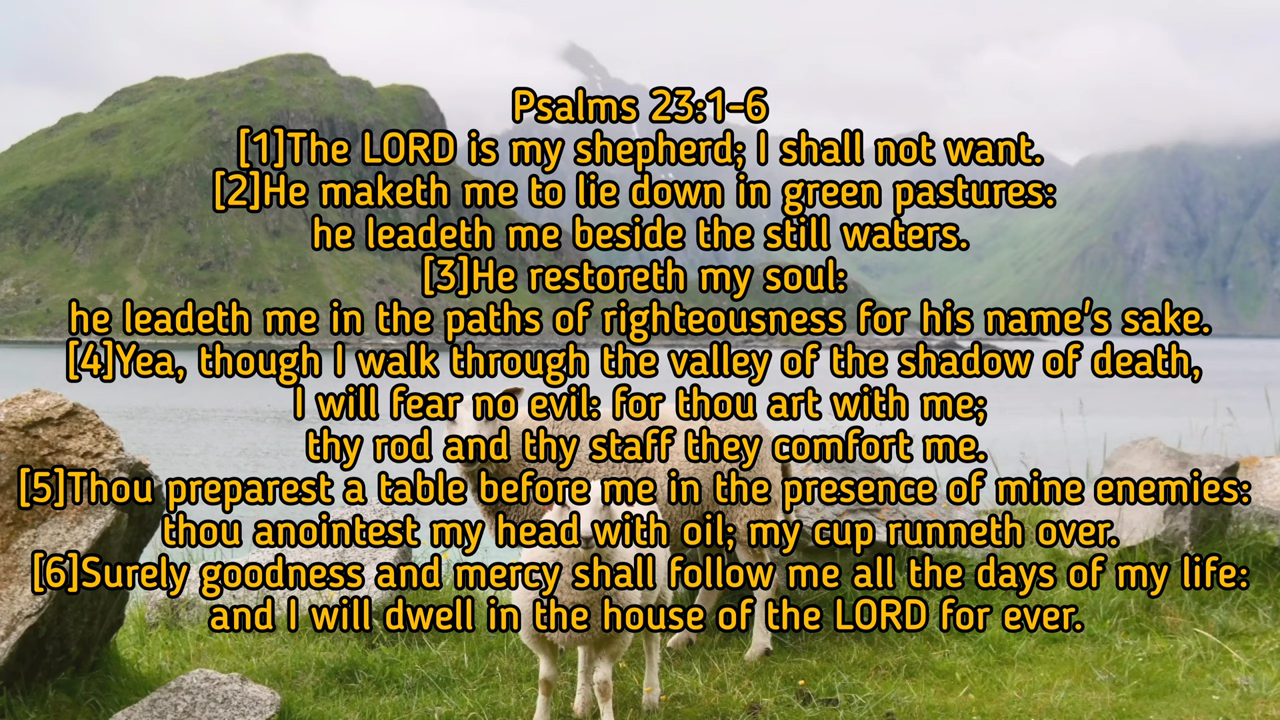 Psalms 23:1-6
[1]The LORD is my shepherd; I shall not want.
[2]He maketh me to lie down in green pastures:
he leadeth me beside the still waters.
[3]He restoreth my soul:
he leadeth me in the paths of righteousness for his name's sake.
[4]Yea, though I walk through the valley of the shadow of death,
I will fear no evil: for thou art with me;
thy rod and thy staff they comfort me.
[5]Thou preparest a table before me in the presence of mine enemies:
thou anointest my head with oil; my cup runneth over.
[6]Surely goodness and mercy shall follow me all the days of my life:
and I will dwell in the house of the LORD for ever.